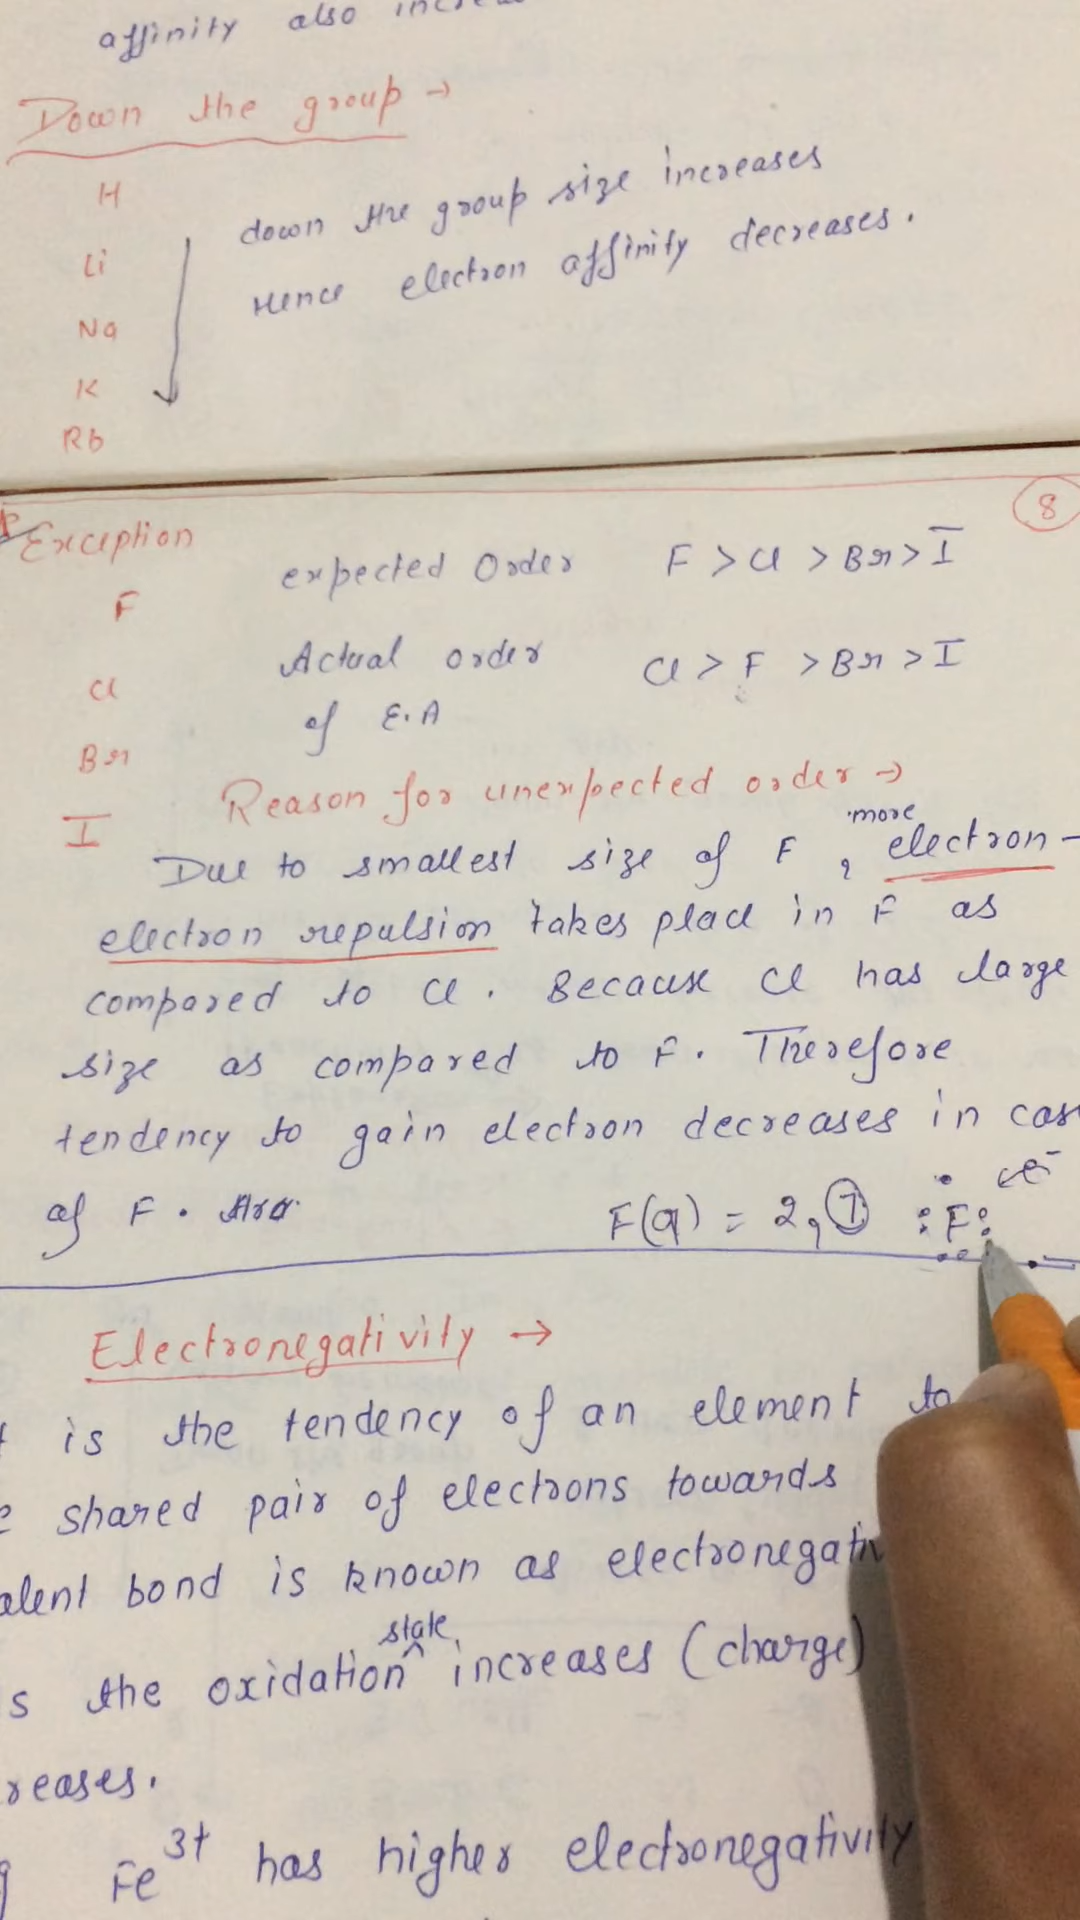 affinity also
Down the group →
H
Li
Na
K
Rb
down the group size increases
Hence electron affinity decreases.
8
Exception
F
Cl
Br
I
expected Order F > Cl > Br > I
Actual order Cl > F > Br > I
of E.A
Reason for unexpected order →
Due to smallest size of F, more electron-
electron repulsion takes place in F as
compared to Cl. Because Cl has large
size as compared to F. Therefore
tendency to gain electron decreases in
of F.
F(9) = 2,7 :F: e⁻
Electronegativity →
is the tendency of an element to
shared pair of electrons towards
bond is known as
the oxidation state increases (charge)
Fe³⁺ has higher electronegativity